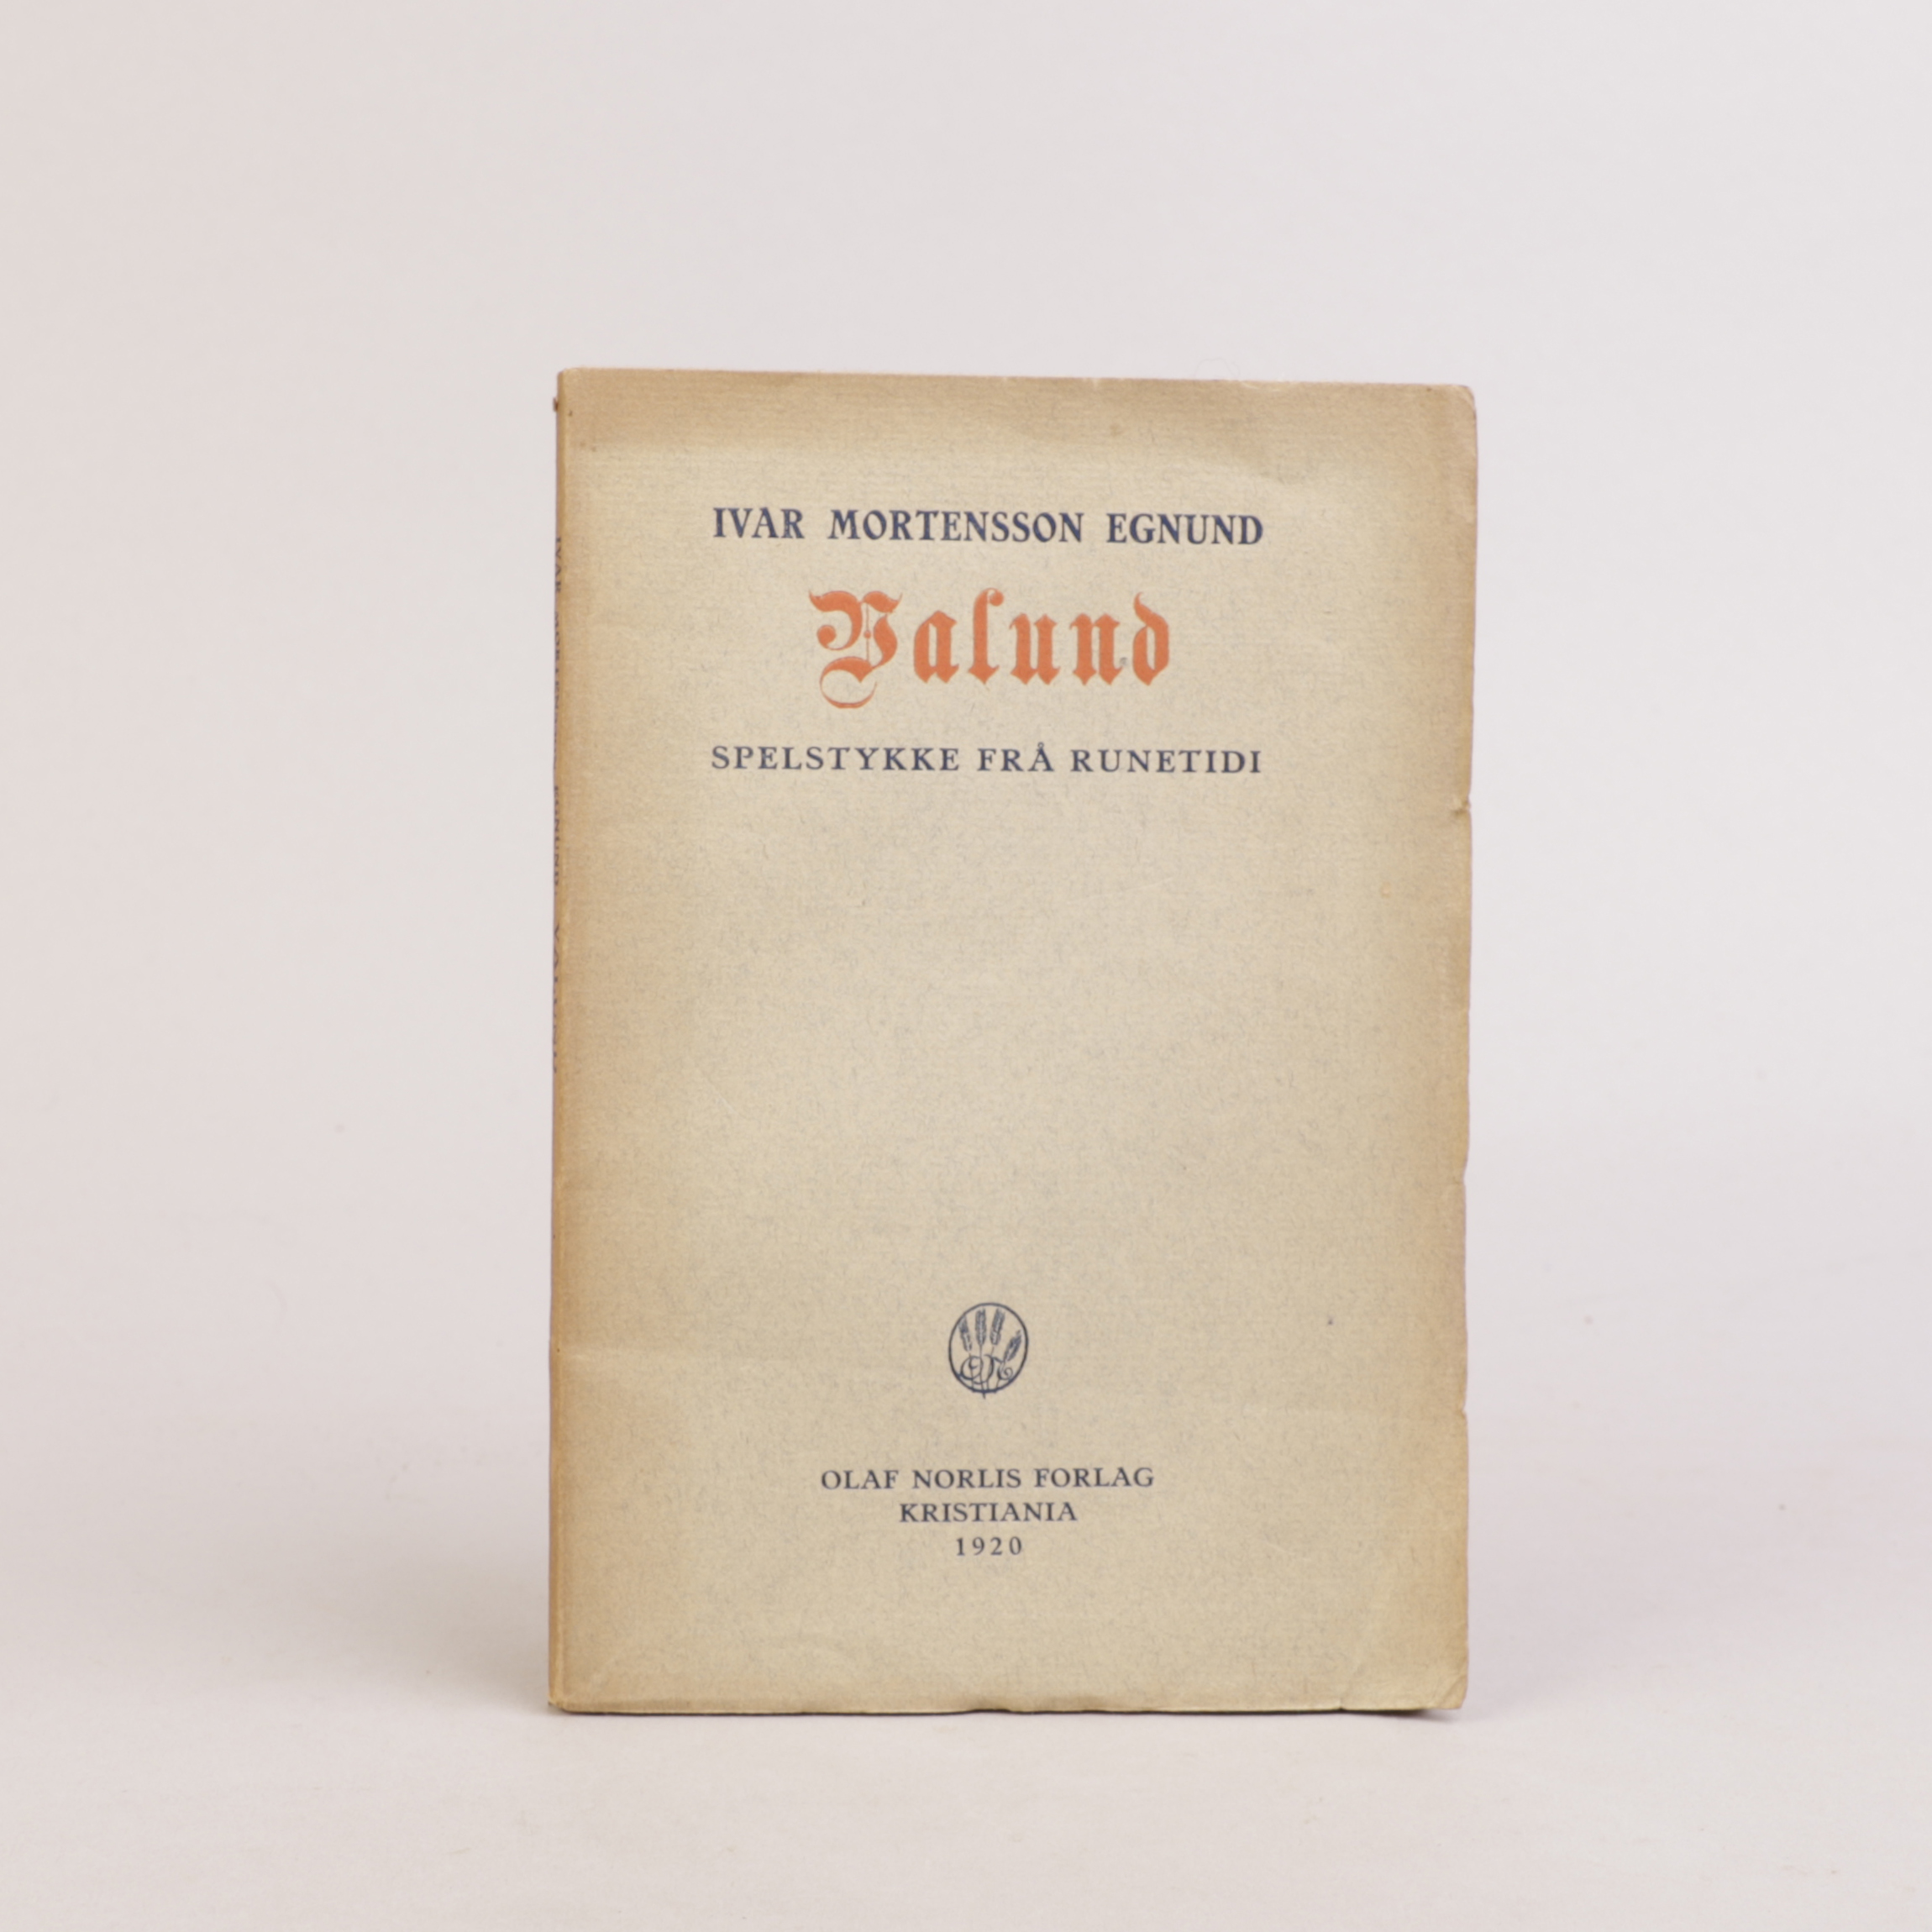 IVAR MORTENSSON EGNUND
Valund
SPELSTYKKE FRÅ RUNETIDI
OLAF NORLIS FORLAG
KRISTIANIA
1920